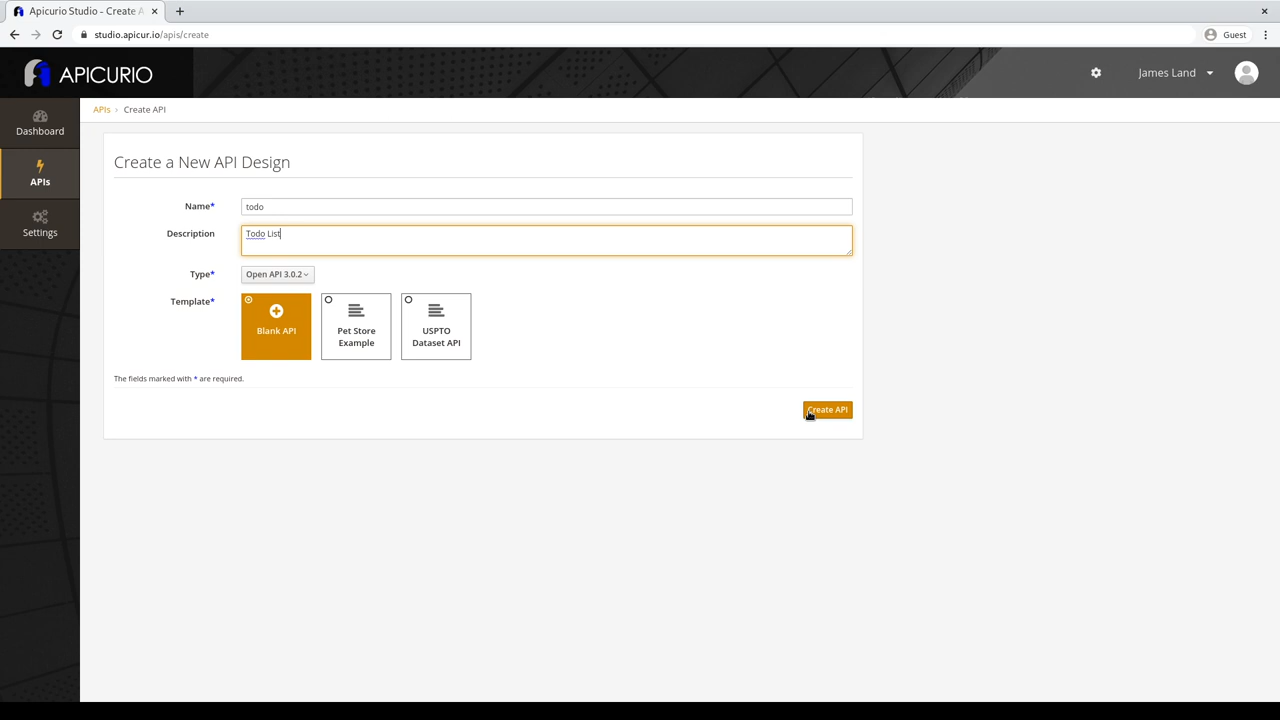 Apicurio Studio - Create A
studio.apicur.io/apis/create
Guest
APICURIO
James Land
Dashboard
APIs
Settings
APIs › Create API
Create a New API Design
Name*
todo
Description
Todo List
Type*
Open API 3.0.2
Template*
Blank API
Pet Store
Example
USPTO
Dataset API
The fields marked with * are required.
Create API